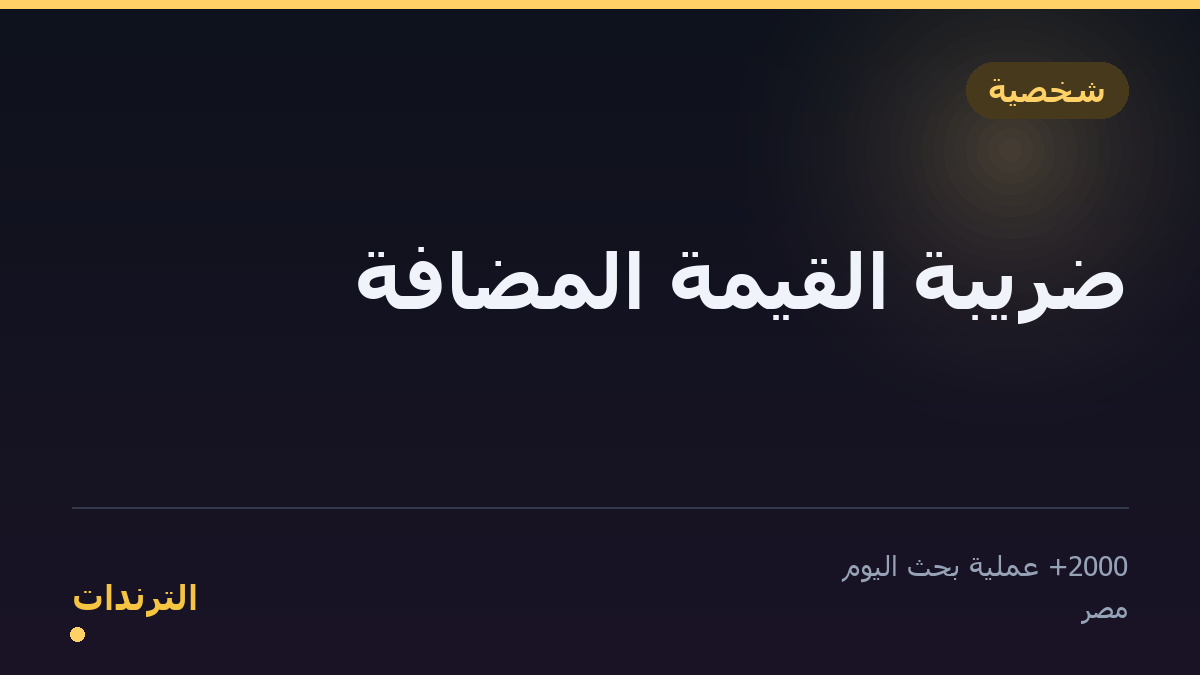 شخصية
ضريبة القيمة المضافة
2000+ عملية بحث اليوم
مصر
الترندات